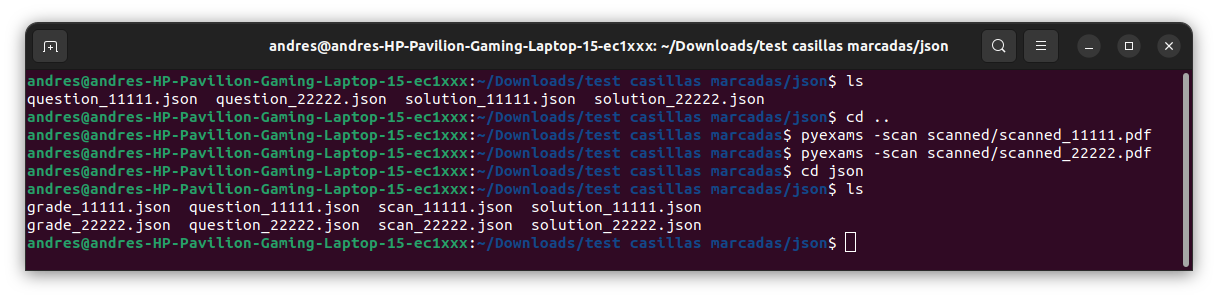 andres@andres-HP-Pavilion-Gaming-Laptop-15-ec1xxx: ~/Downloads/test casillas marcadas/json
andres@andres-HP-Pavilion-Gaming-Laptop-15-ec1xxx:~/Downloads/test casillas marcadas/json$ ls
question_11111.json  question_22222.json  solution_11111.json  solution_22222.json
andres@andres-HP-Pavilion-Gaming-Laptop-15-ec1xxx:~/Downloads/test casillas marcadas/json$ cd ..
andres@andres-HP-Pavilion-Gaming-Laptop-15-ec1xxx:~/Downloads/test casillas marcadas$ pyexams -scan scanned/scanned_11111.pdf
andres@andres-HP-Pavilion-Gaming-Laptop-15-ec1xxx:~/Downloads/test casillas marcadas$ pyexams -scan scanned/scanned_22222.pdf
andres@andres-HP-Pavilion-Gaming-Laptop-15-ec1xxx:~/Downloads/test casillas marcadas$ cd json
andres@andres-HP-Pavilion-Gaming-Laptop-15-ec1xxx:~/Downloads/test casillas marcadas/json$ ls
grade_11111.json  question_11111.json  scan_11111.json  solution_11111.json
grade_22222.json  question_22222.json  scan_22222.json  solution_22222.json
andres@andres-HP-Pavilion-Gaming-Laptop-15-ec1xxx:~/Downloads/test casillas marcadas/json$